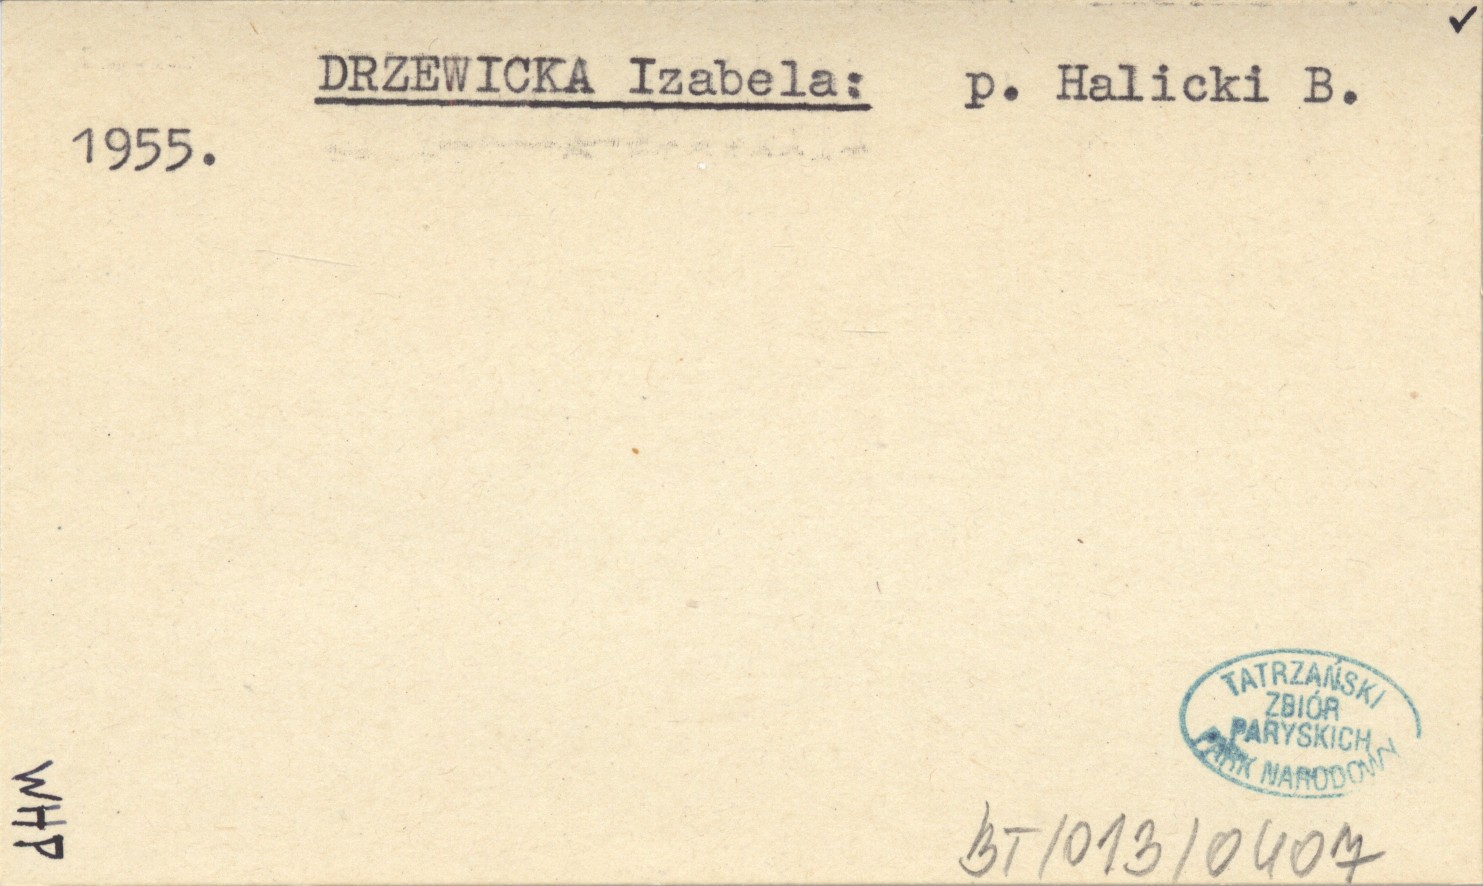 ✓
DRZEWICKA Izabela: p. Halicki B.
1955.
TATRZAŃSKI
ZBIÓR
PARYSKICH
PARK NARODOWY
WHP
BT/013/0407